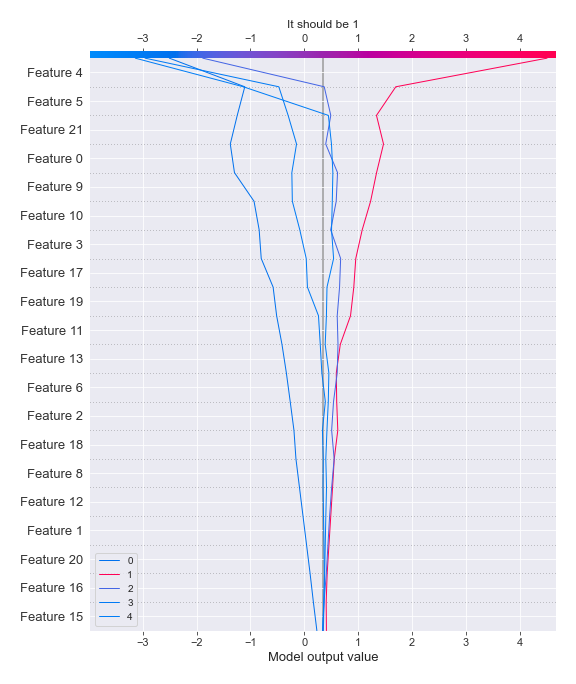 It should be 1
−3 −2 −1 0 1 2 3 4
Feature 4
Feature 5
Feature 21
Feature 0
Feature 9
Feature 10
Feature 3
Feature 17
Feature 19
Feature 11
Feature 13
Feature 6
Feature 2
Feature 18
Feature 8
Feature 12
Feature 1
Feature 20
Feature 16
Feature 15
0
1
2
3
4
−3 −2 −1 0 1 2 3 4
Model output value